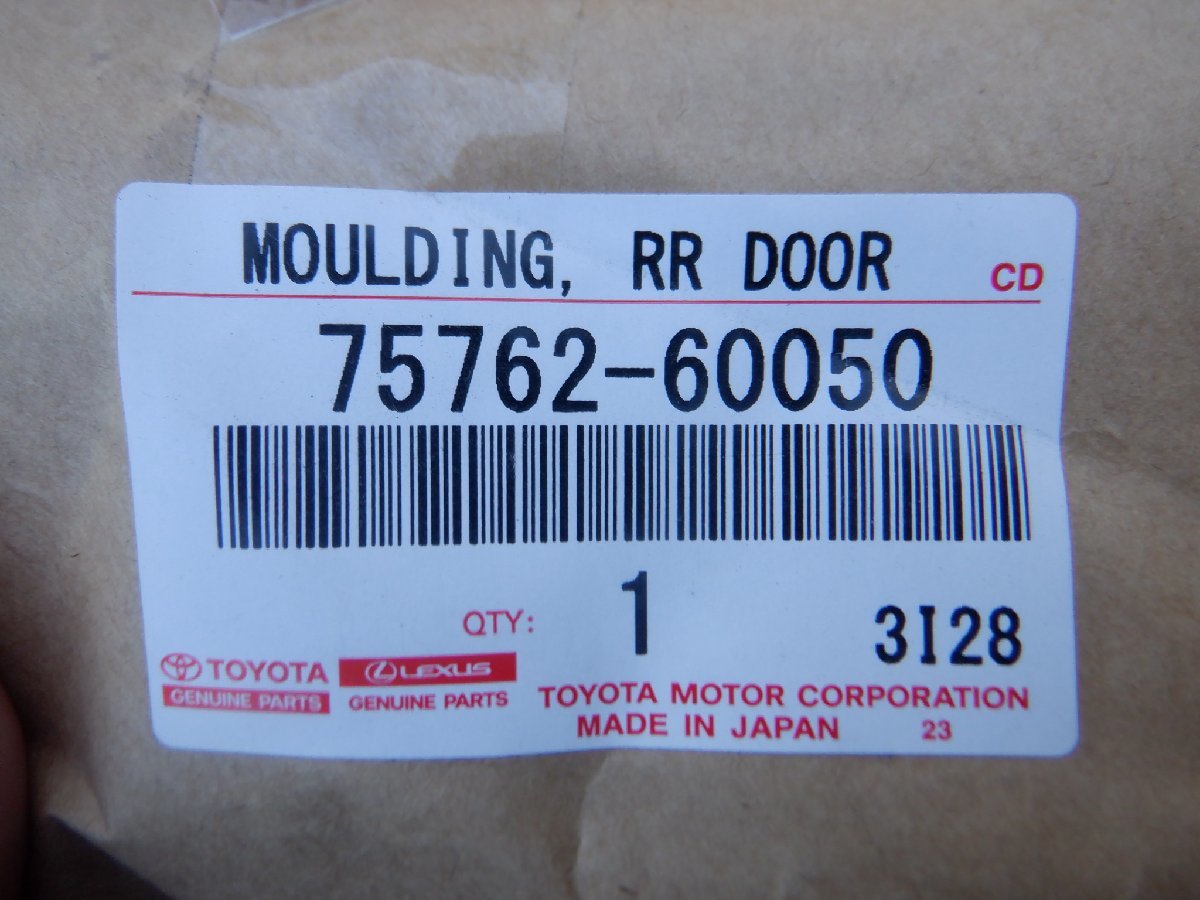 MOULDING, RR DOOR CD
75762-60050
QTY: 1 3I28
TOYOTA LEXUS
GENUINE PARTS GENUINE PARTS TOYOTA MOTOR CORPORATION
MADE IN JAPAN 23